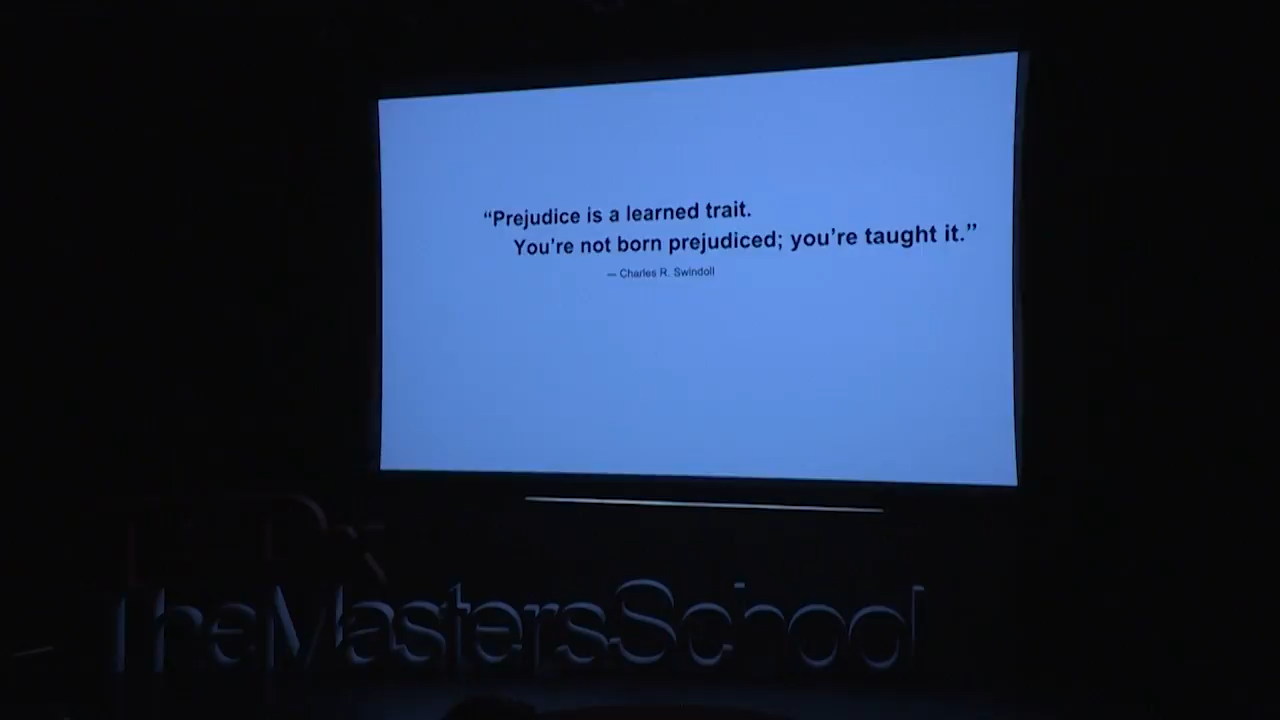 “Prejudice is a learned trait.
You’re not born prejudiced; you’re taught it.”
— Charles R. Swindoll
TheMastersSchool